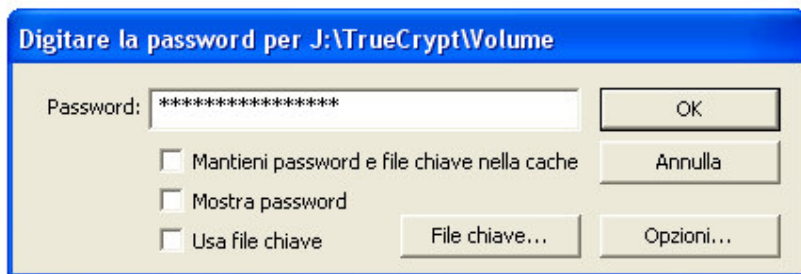 Digitare la password per J:\TrueCrypt\Volume
Password: **************** OK
Mantieni password e file chiave nella cache Annulla
Mostra password
Usa file chiave File chiave... Opzioni...